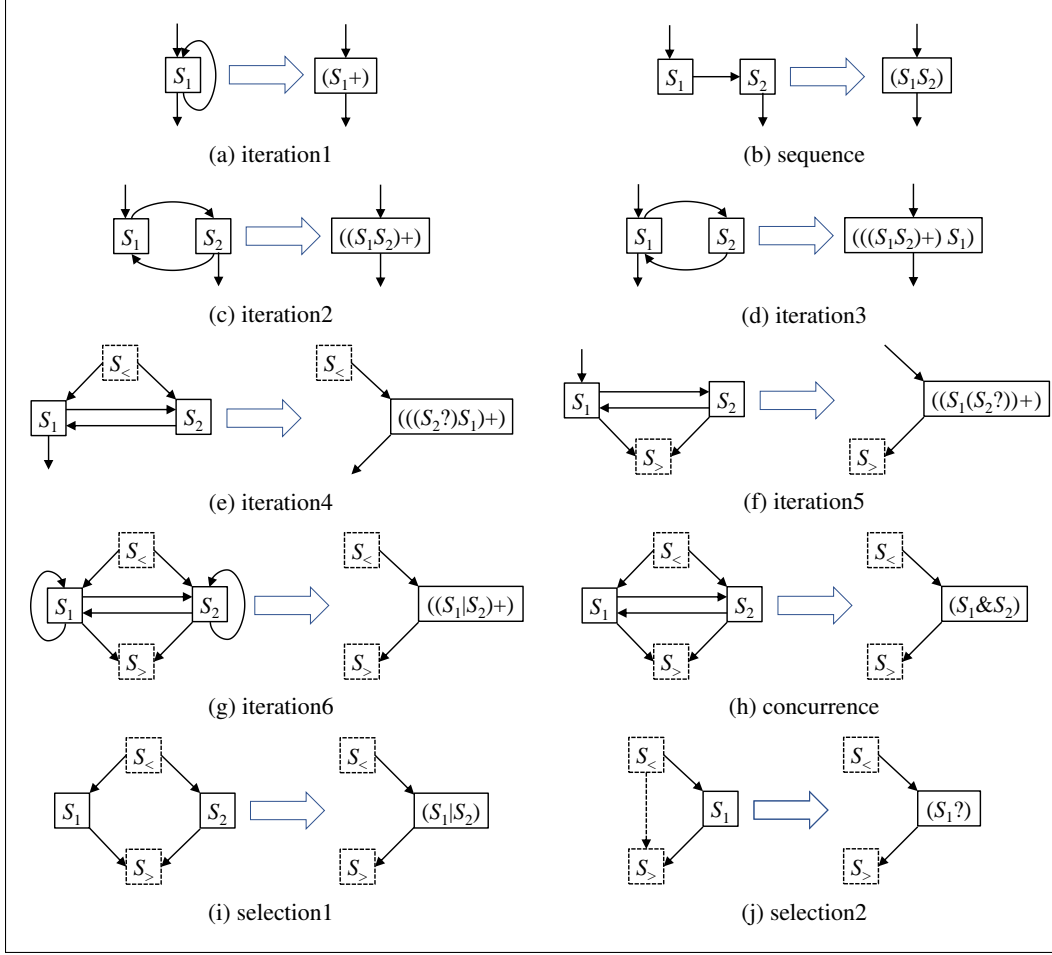 S₁ (S₁+)
S₁ S₂ (S₁S₂)
(a) iteration1
(b) sequence
S₁ S₂ ((S₁S₂)+)
S₁ S₂ (((S₁S₂)+) S₁)
(c) iteration2
(d) iteration3
S<
S₁ S₂
S<
(((S₂?)S₁)+)
S₁ S₂
S>
((S₁(S₂?))+)
S>
(e) iteration4
(f) iteration5
S<
S₁ S₂
S>
S<
((S₁|S₂)+)
S>
S<
S₁ S₂
S>
S<
(S₁&S₂)
S>
(g) iteration6
(h) concurrence
S<
S₁ S₂
S>
S<
(S₁|S₂)
S>
S<
S₁
S>
S<
(S₁?)
S>
(i) selection1
(j) selection2